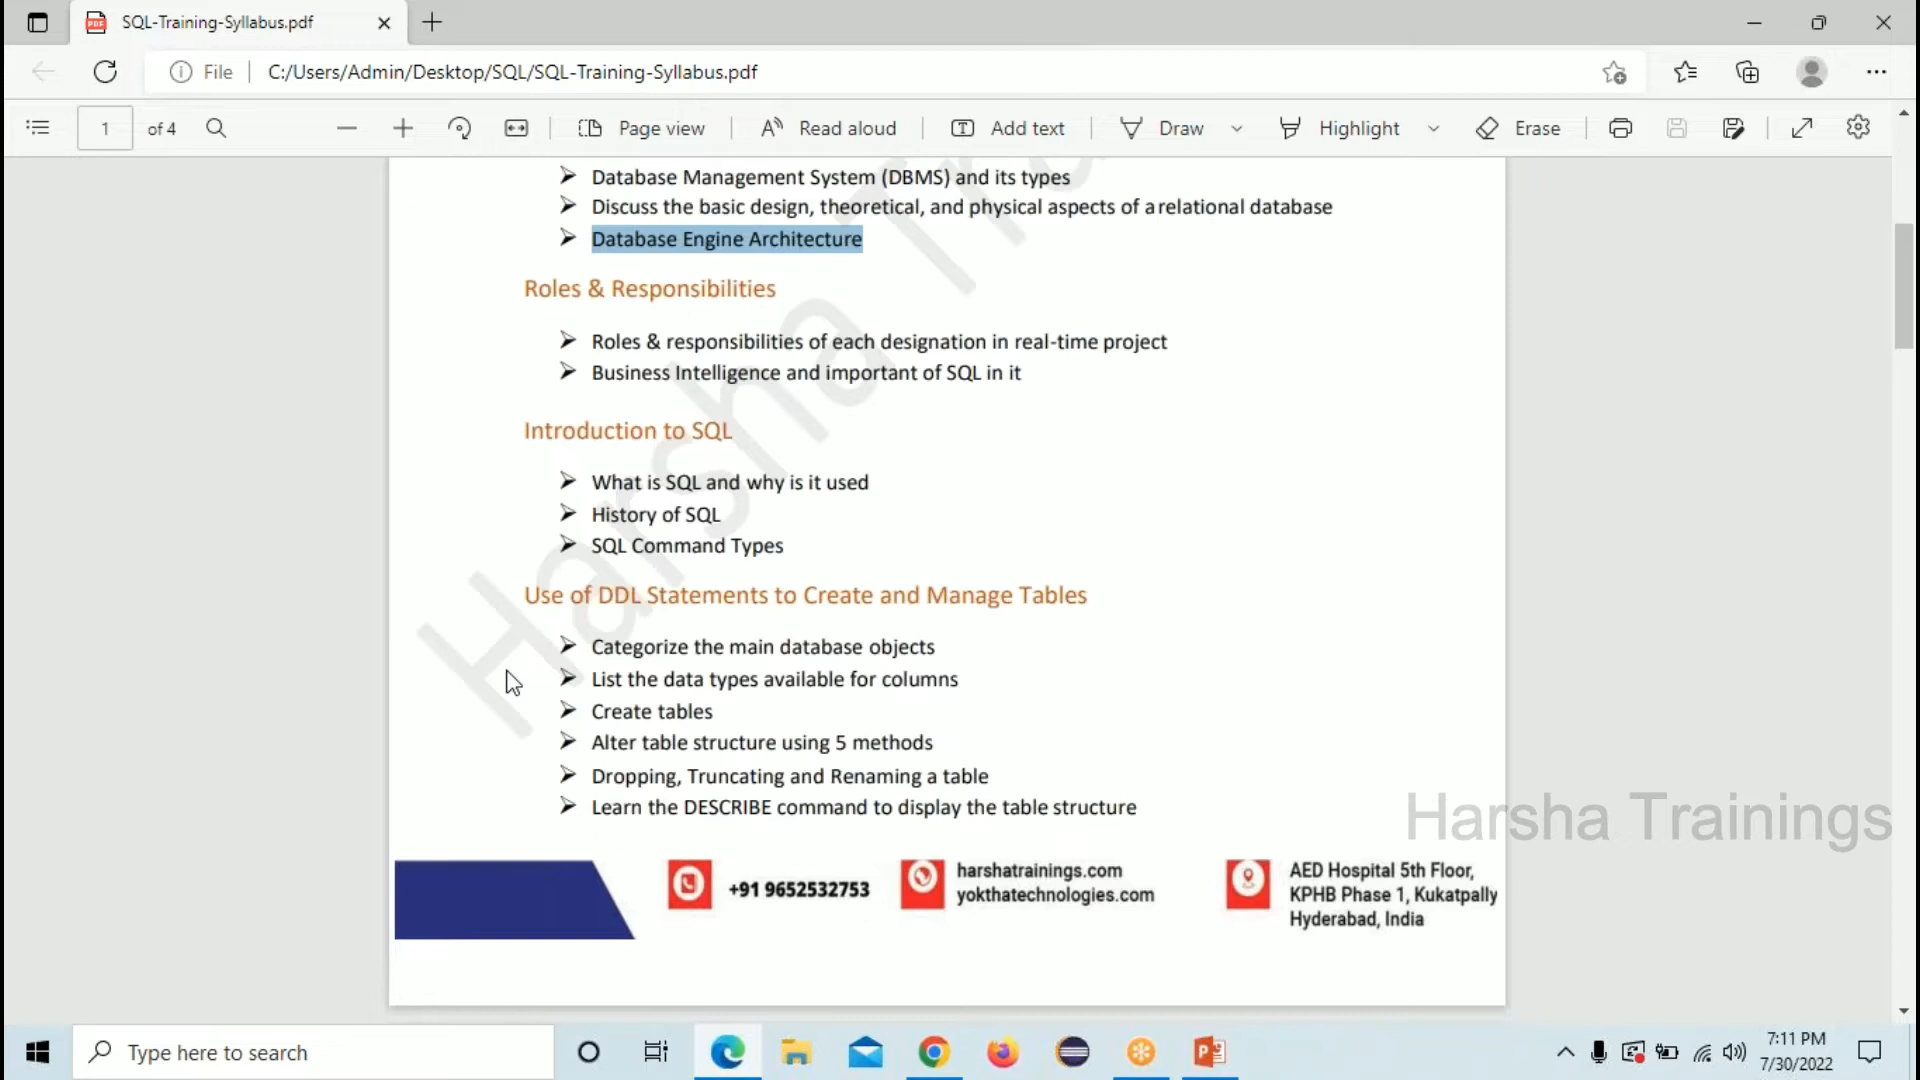 SQL-Training-Syllabus.pdf
File C:/Users/Admin/Desktop/SQL/SQL-Training-Syllabus.pdf
1 of 4 Page view Read aloud Add text Draw Highlight Erase
Database Management System (DBMS) and its types
Discuss the basic design, theoretical, and physical aspects of a relational database
Database Engine Architecture
Roles & Responsibilities
Roles & responsibilities of each designation in real-time project
Business Intelligence and important of SQL in it
Introduction to SQL
What is SQL and why is it used
History of SQL
SQL Command Types
Use of DDL Statements to Create and Manage Tables
Categorize the main database objects
List the data types available for columns
Create tables
Alter table structure using 5 methods
Dropping, Truncating and Renaming a table
Learn the DESCRIBE command to display the table structure
Harsha Tra
Harsha Trainings
+91 9652532753
harshatrainings.com
yokthatechnologies.com
AED Hospital 5th Floor,
KPHB Phase 1, Kukatpally
Hyderabad, India
Type here to search
7:11 PM
7/30/2022